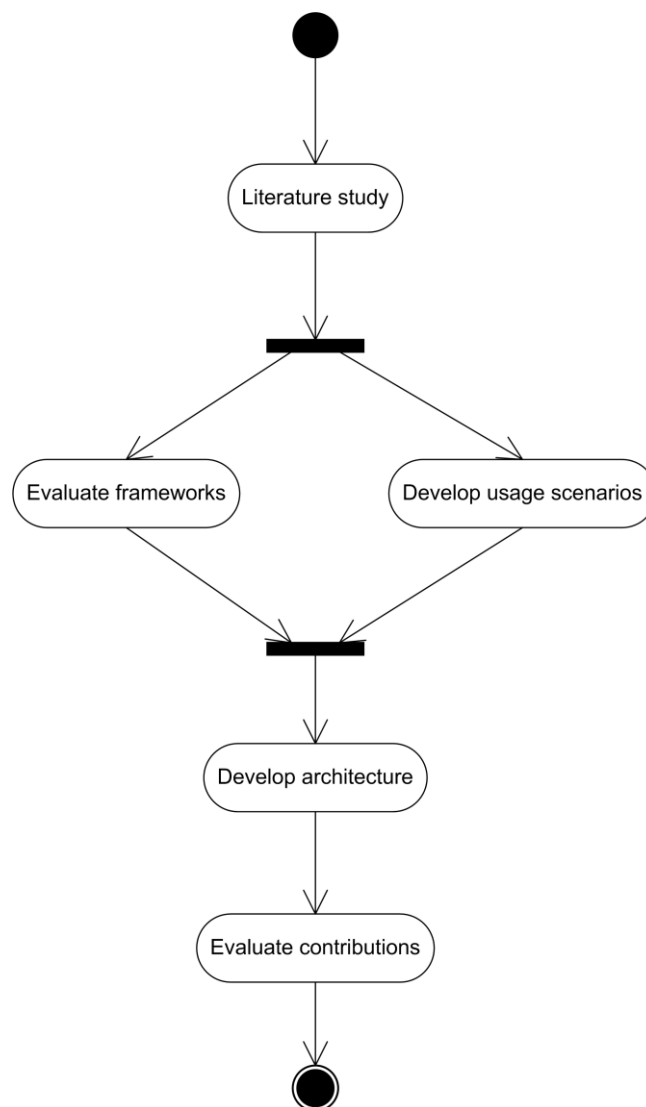 Literature study
Evaluate frameworks
Develop usage scenarios
Develop architecture
Evaluate contributions